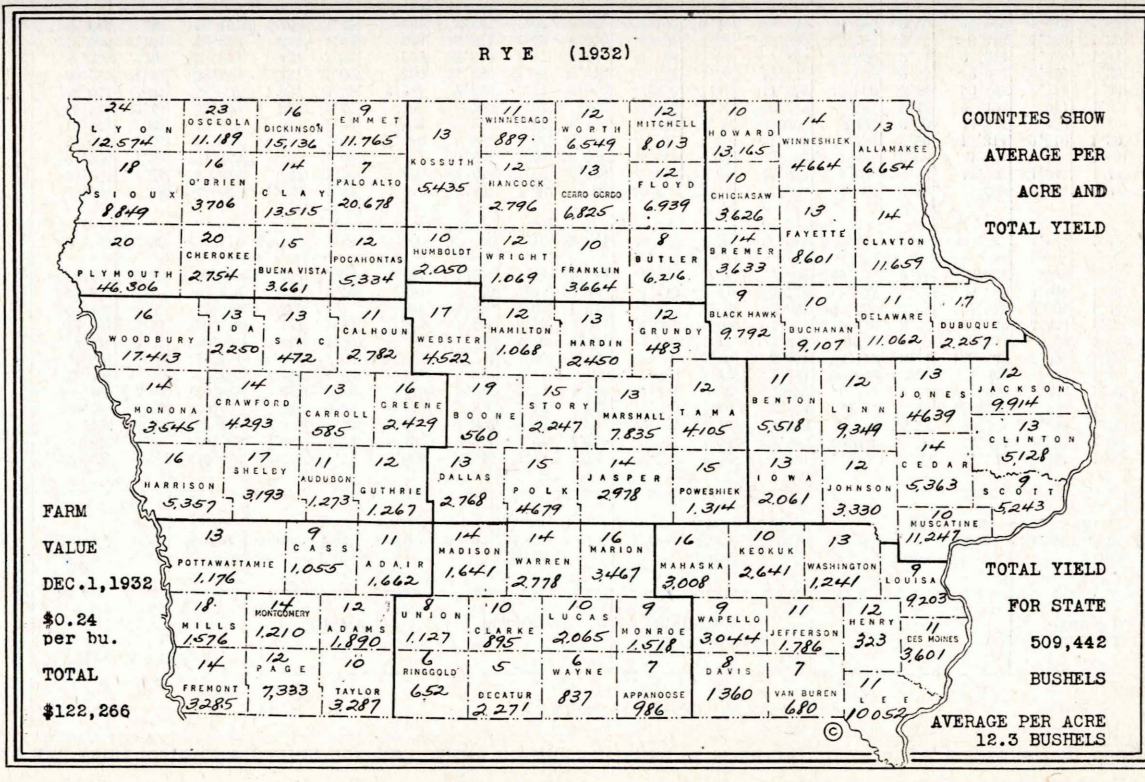 RYE (1932)
COUNTIES SHOW
AVERAGE PER
ACRE AND
TOTAL YIELD
24
LYON
12.574
23
OSCEOLA
11.189
16
DICKINSON
15,136
9
EMMET
11.765
13
KOSSUTH
5.435
11
WINNEBAGO
889.
12
WORTH
6.549
12
MITCHELL
8.013
10
HOWARD
13.165
14
WINNESHIEK
4.664
13
ALLAMAKEE
6.654
18
SIOUX
8.849
16
O'BRIEN
3.706
14
CLAY
13.515
7
PALO ALTO
20.678
12
HANCOCK
2.796
13
CERRO GORDO
6,825
12
FLOYD
6.939
10
CHICKASAW
3.626
13
FAYETTE
8601
14
CLAYTON
11.659
20
PLYMOUTH
46.306
20
CHEROKEE
2.754
15
BUENA VISTA
3.661
12
POCAHONTAS
5,334
10
HUMBOLDT
2.050
12
WRIGHT
1.069
10
FRANKLIN
3.664
8
BUTLER
6.216
14
BREMER
3,633
16
WOODBURY
17.413
13
IDA
2.250
13
SAC
472
11
CALHOUN
2,782
17
WEBSTER
4.522
12
HAMILTON
1.068
13
HARDIN
2450
12
GRUNDY
483
9
BLACK HAWK
9.792
10
BUCHANAN
9,107
11
DELAWARE
11.062
17
DUBUQUE
2.257
14
MONONA
3.545
14
CRAWFORD
4293
13
CARROLL
585
16
GREENE
2.429
19
BOONE
560
15
STORY
2.247
13
MARSHALL
7.835
12
TAMA
4.105
11
BENTON
5,518
12
LINN
9.349
13
JONES
4639
12
JACKSON
9.914
13
CLINTON
5,128
16
HARRISON
5,357
17
SHELBY
3,193
11
AUDUBON
1.273
12
GUTHRIE
1.267
13
DALLAS
2.768
15
POLK
4679
14
JASPER
2978
15
POWESHIEK
1.314
13
IOWA
2.061
12
JOHNSON
3.330
14
CEDAR
5,363
9
SCOTT
5,243
10
MUSCATINE
11,247
13
POTTAWATTAMIE
1.176
9
CASS
1,055
11
ADAIR
1,662
14
MADISON
1,641
14
WARREN
2.778
16
MARION
3,467
16
MAHASKA
3,008
10
KEOKUK
2,641
13
WASHINGTON
1,241
9
LOUISA
9.203
18
MILLS
1,576
14
MONTGOMERY
1.210
12
ADAMS
1.890
8
UNION
1.127
10
CLARKE
895
10
LUCAS
2,065
9
MONROE
1.518
9
WAPELLO
3.044
11
JEFFERSON
1.786
12
HENRY
323
11
DES MOINES
3,601
14
FREMONT
3.285
12
PAGE
7,333
10
TAYLOR
3.287
6
RINGGOLD
652
5
DECATUR
2.271
6
WAYNE
837
7
APPANOOSE
986
8
DAVIS
1360
7
VAN BUREN
680
11
LEE
10052
FARM
VALUE
DEC.1,1932
$0.24
per bu.
TOTAL
$122,266
TOTAL YIELD
FOR STATE
509,442
BUSHELS
©
AVERAGE PER ACRE
12.3 BUSHELS